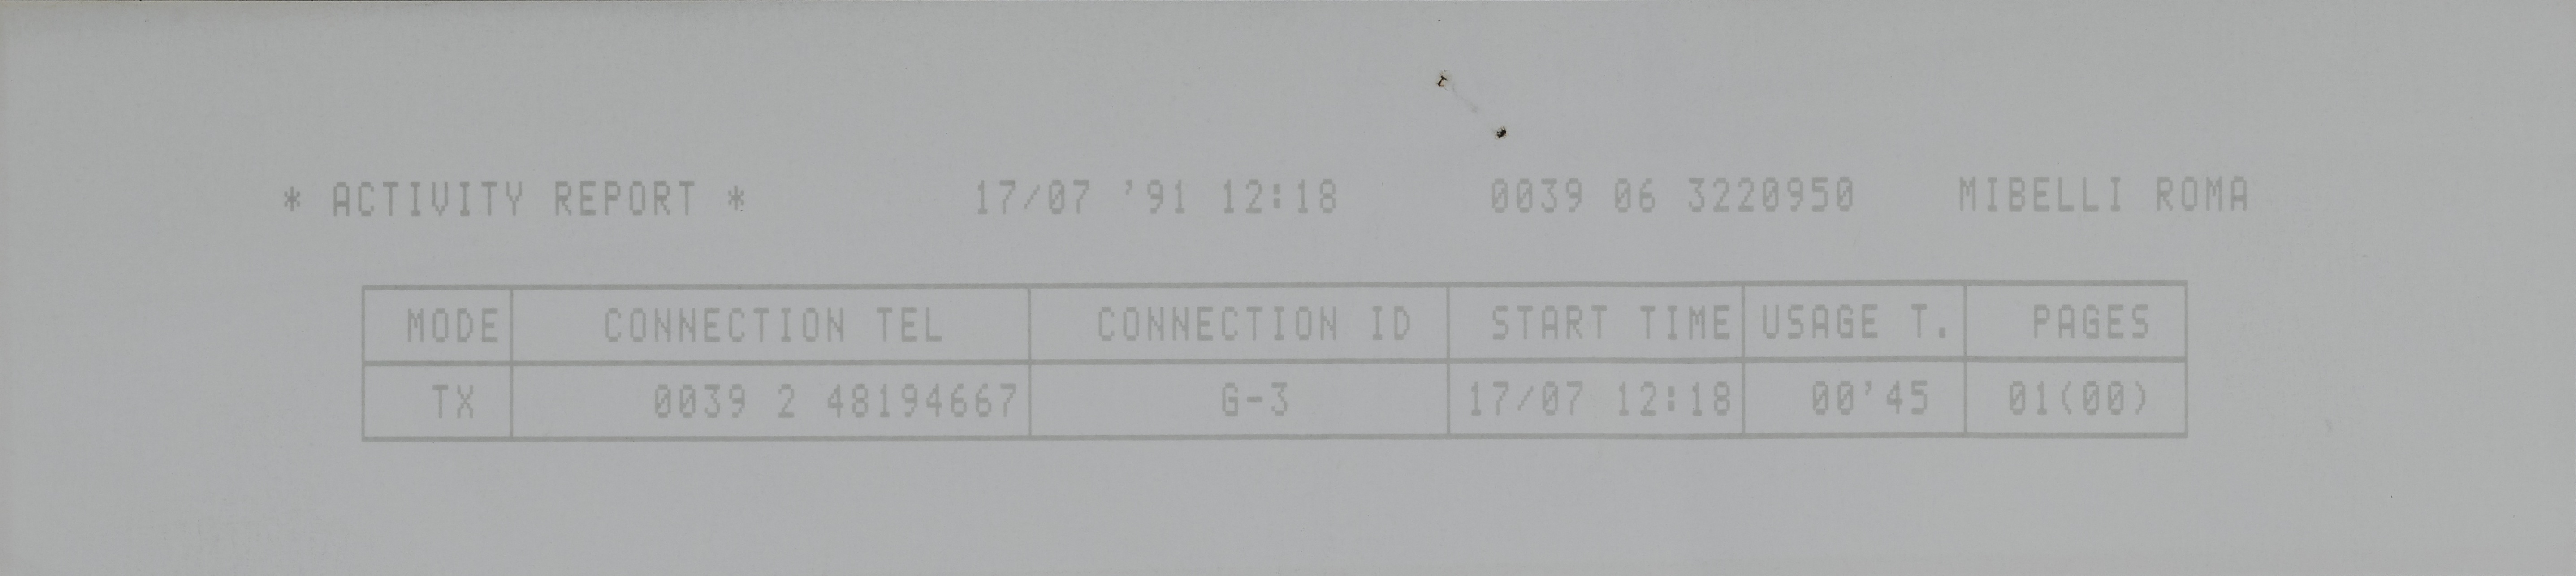 * ACTIVITY REPORT * 17/07 '91 12:18 0039 06 3220950 MIBELLI ROMA
MODE CONNECTION TEL CONNECTION ID START TIME USAGE T. PAGES
TX 0039 2 48194667 G-3 17/07 12:18 00'45 01(00)